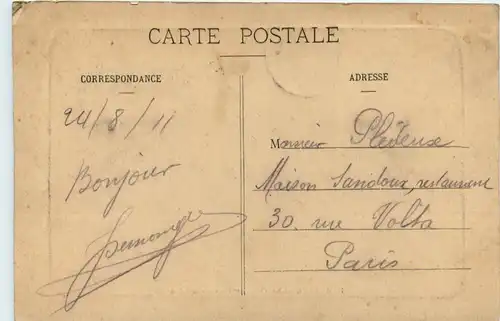 CARTE POSTALE
CORRESPONDANCE
24/8/11
Bonjour
ADRESSE
Monsieur
Maison Sandoux, restaurant
30. rue Volta
Paris